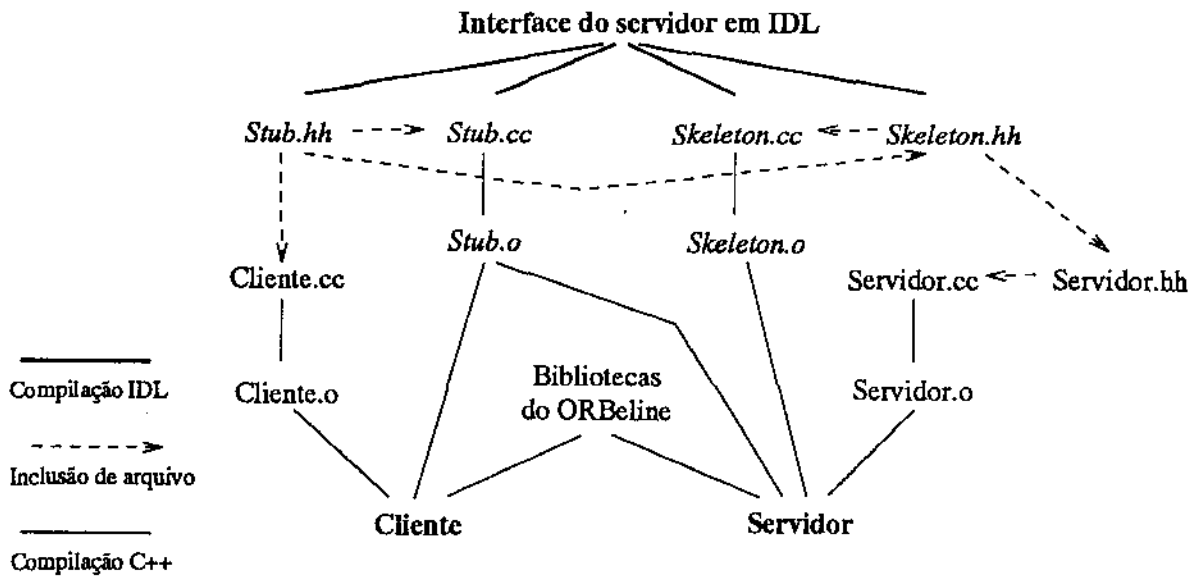 Interface do servidor em IDL
Stub.hh
Stub.cc
Skeleton.cc
Skeleton.hh
Stub.o
Skeleton.o
Cliente.cc
Servidor.cc
Servidor.hh
Compilação IDL
Cliente.o
Bibliotecas
do ORBeline
Servidor.o
Inclusão de arquivo
Cliente
Servidor
Compilação C++